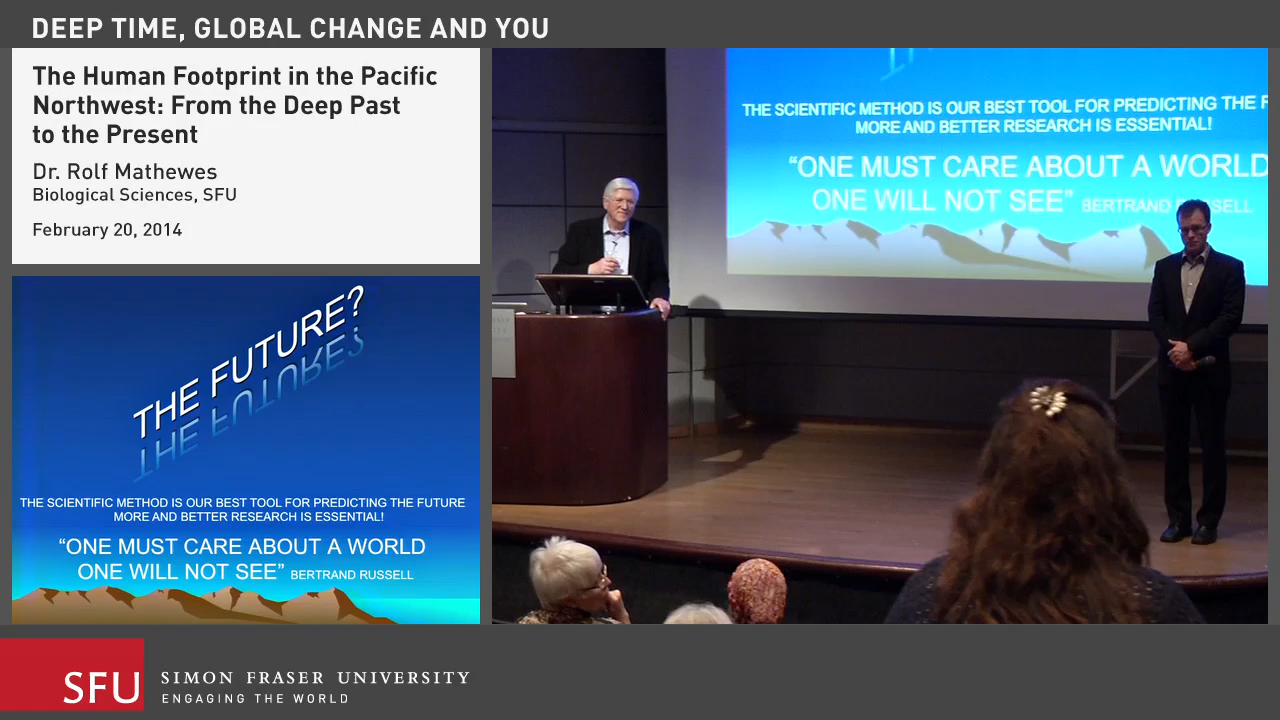 DEEP TIME, GLOBAL CHANGE AND YOU
The Human Footprint in the Pacific
Northwest: From the Deep Past
to the Present
Dr. Rolf Mathewes
Biological Sciences, SFU
February 20, 2014
THE FUTURE?
THE SCIENTIFIC METHOD IS OUR BEST TOOL FOR PREDICTING THE FUTURE
MORE AND BETTER RESEARCH IS ESSENTIAL!
“ONE MUST CARE ABOUT A WORLD
ONE WILL NOT SEE” BERTRAND RUSSELL
THE SCIENTIFIC METHOD IS OUR BEST TOOL FOR PREDICTING THE F
MORE AND BETTER RESEARCH IS ESSENTIAL!
“ONE MUST CARE ABOUT A WORLD
ONE WILL NOT SEE”
SFU SIMON FRASER UNIVERSITY
ENGAGING THE WORLD